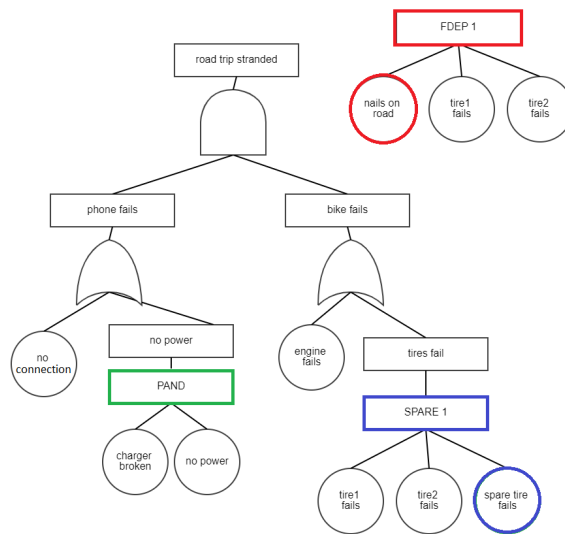 FDEP 1
road trip stranded
nails on
road
tire1
fails
tire2
fails
phone fails
bike fails
no
connection
no power
engine
fails
tires fail
PAND
SPARE 1
charger
broken
no power
tire1
fails
tire2
fails
spare tire
fails